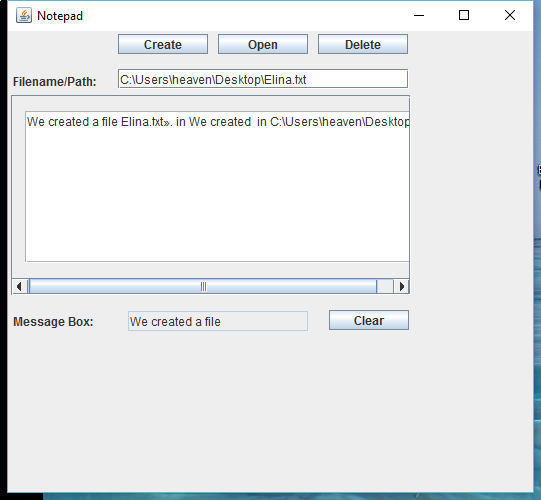 Notepad
Create Open Delete
Filename/Path: C:\Users\heaven\Desktop\Elina.txt
We created a file Elina.txt». in We created  in C:\Users\heaven\Desktop
Message Box: We created a file Clear